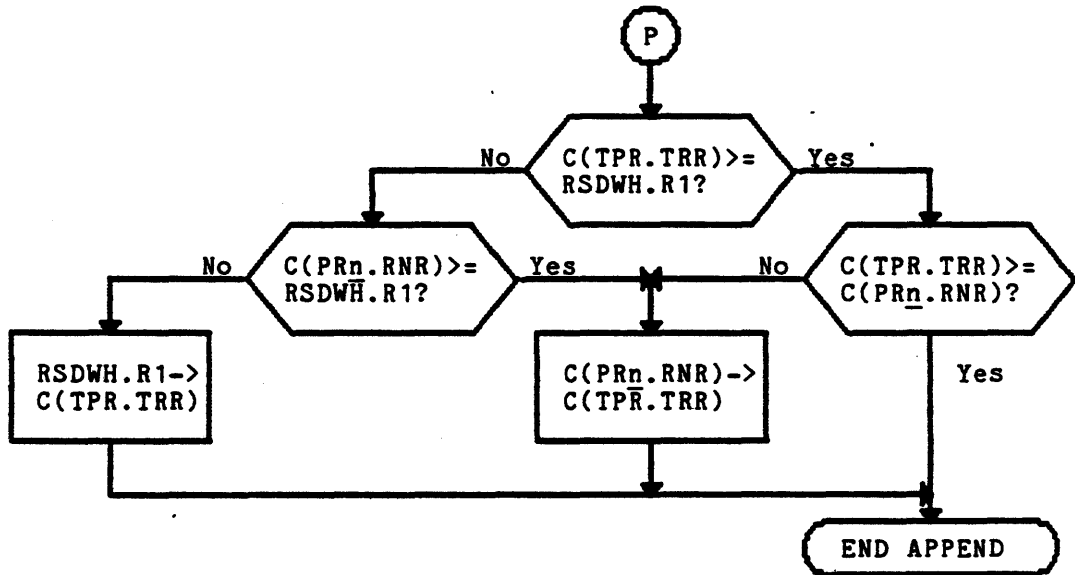 P
No
C(TPR.TRR)>=
RSDWH.R1?
Yes
No
C(PRn.RNR)>=
RSDWH.R1?
Yes
No
C(TPR.TRR)>=
C(PRn.RNR)?
RSDWH.R1->
C(TPR.TRR)
C(PRn.RNR)->
C(TPR.TRR)
Yes
END APPEND